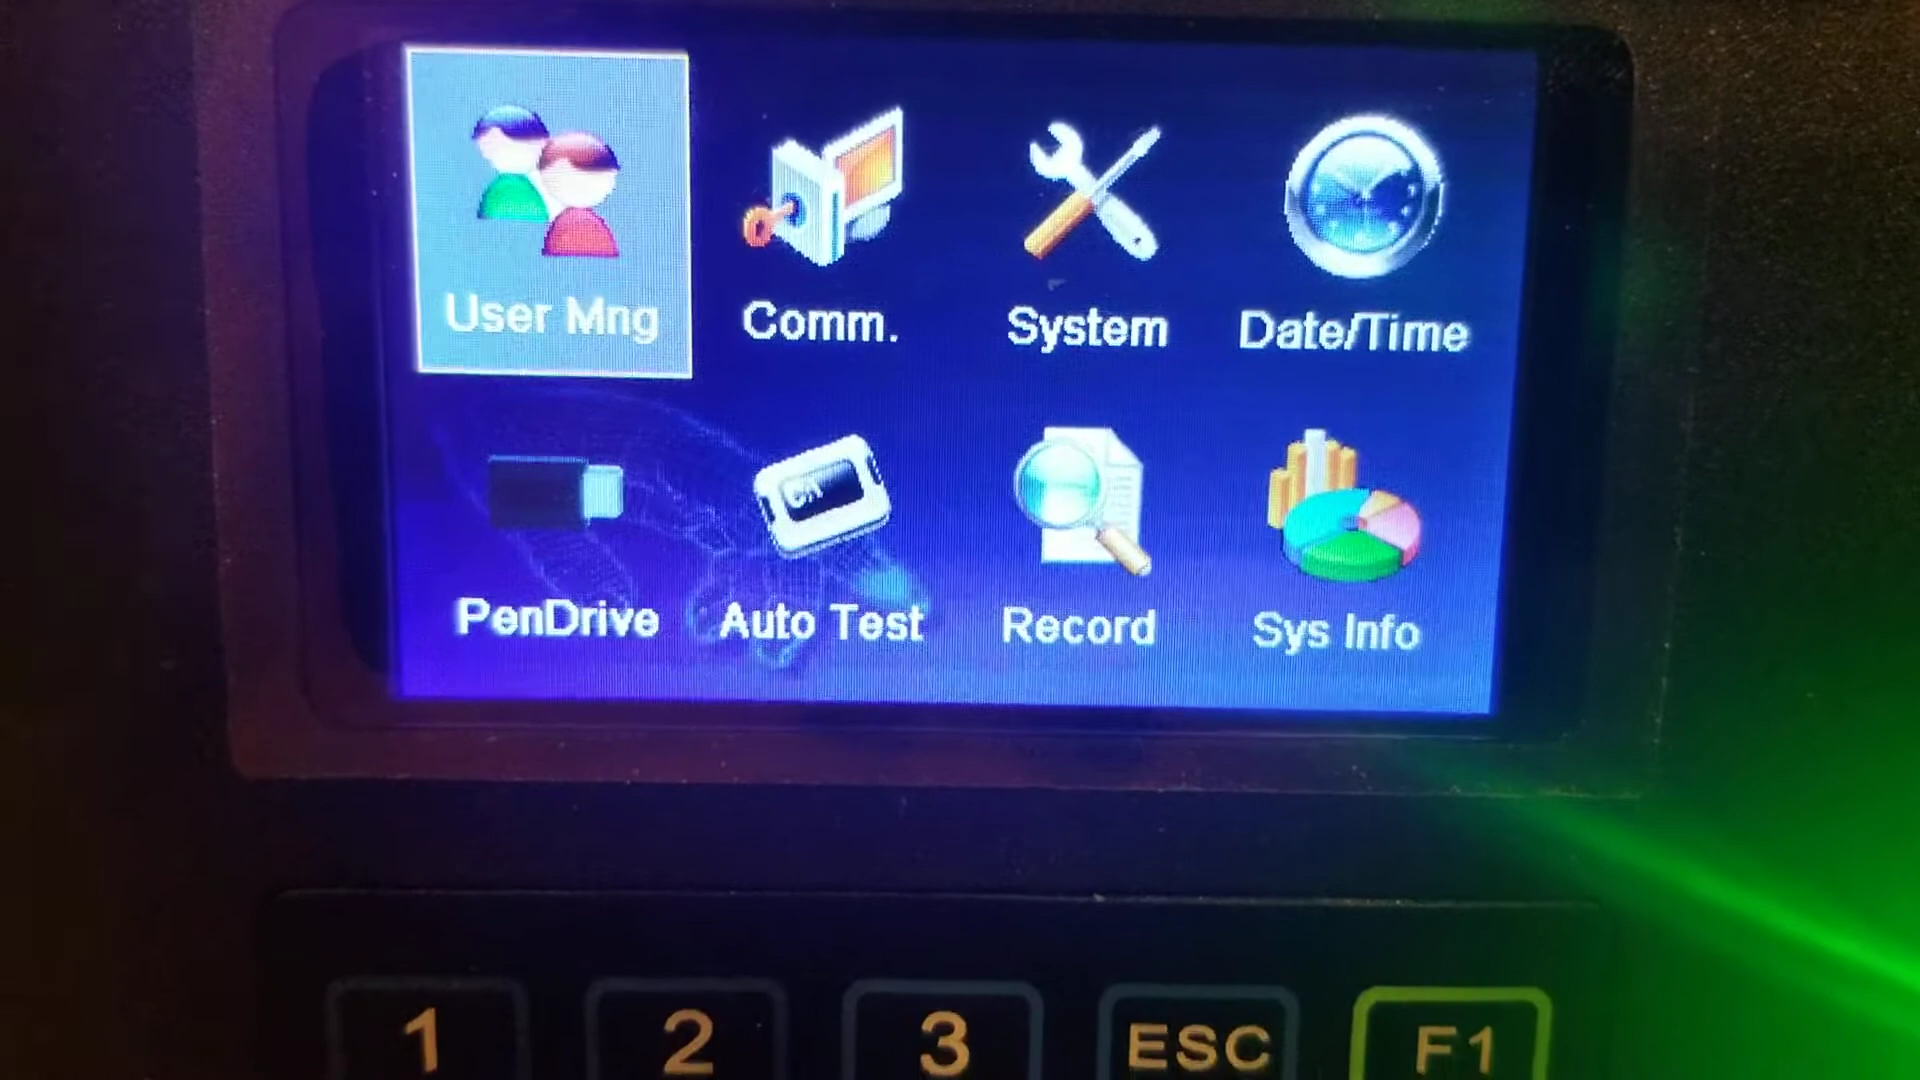 User Mng
Comm.
System
Date/Time
PenDrive
Auto Test
Record
Sys Info
1
2
3
ESC
F1